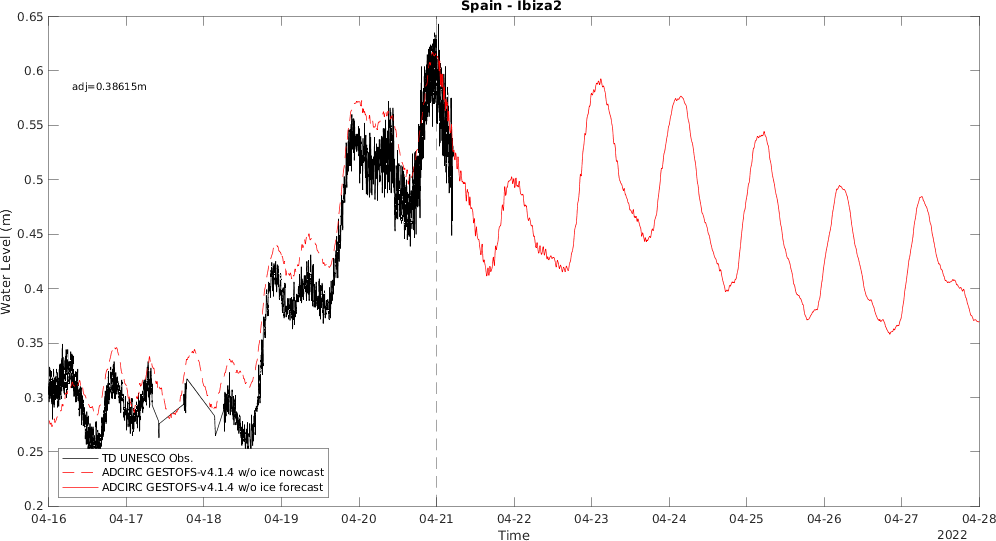 Spain - Ibiza2
0.65
0.6
adj=0.38615m
0.55
0.5
0.45
0.4
0.35
0.3
0.25
0.2
Water Level (m)
TD UNESCO Obs.
ADCIRC GESTOFS-v4.1.4 w/o ice nowcast
ADCIRC GESTOFS-v4.1.4 w/o ice forecast
04-16 04-17 04-18 04-19 04-20 04-21 04-22 04-23 04-24 04-25 04-26 04-27 04-28
Time
2022